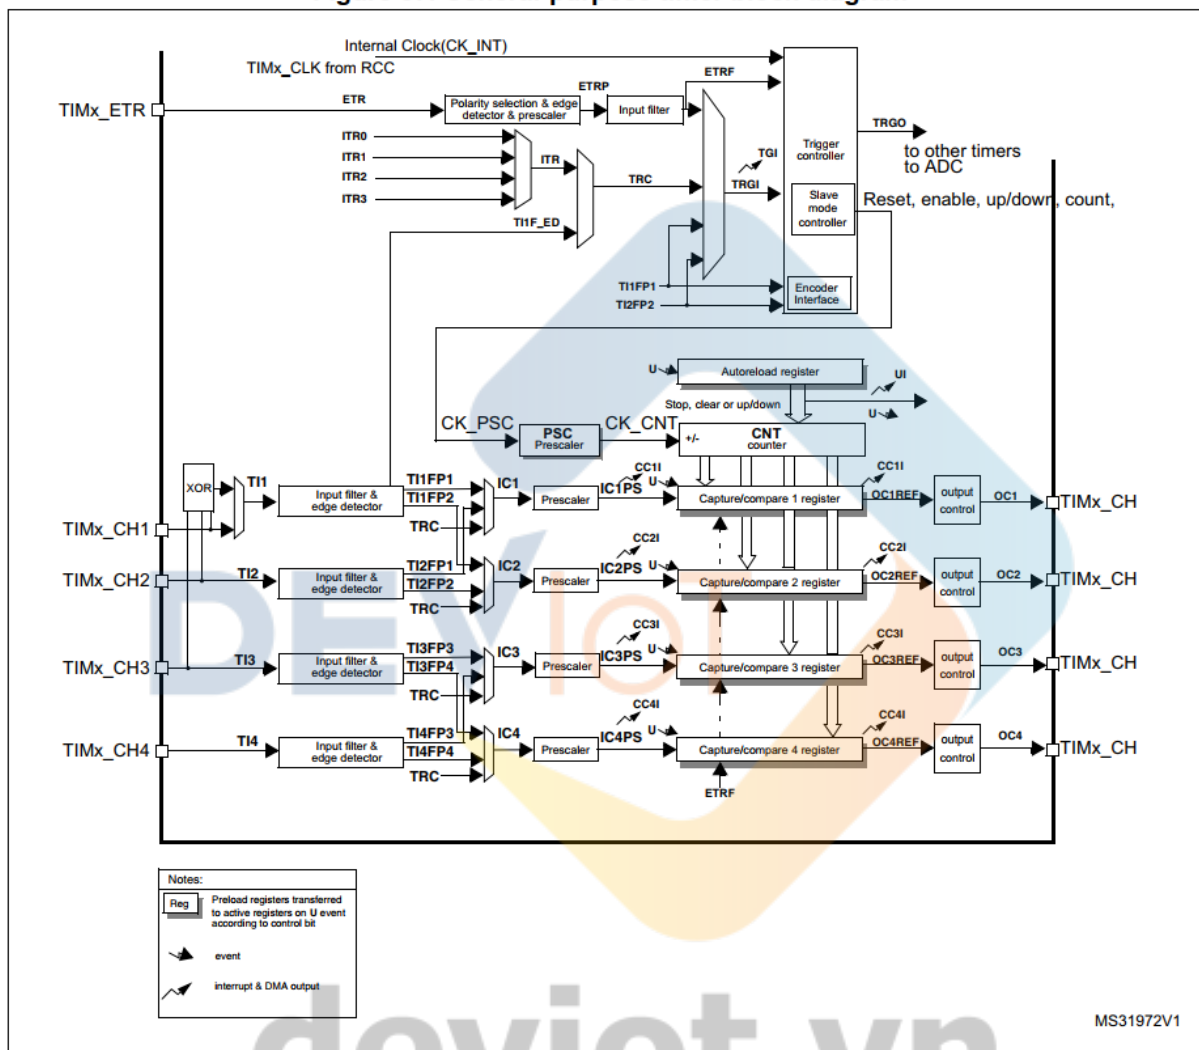 Internal Clock(CK_INT)
TIMx_CLK from RCC
ETRF
ETRP
TIMx_ETR
ETR
Polarity selection & edge
detector & prescaler
Input filter
ITR0
ITR1
ITR2
ITR3
ITR
TI1F_ED
TRC
TGI
TRGI
Trigger
controller
TRGO
to other timers
to ADC
Slave
mode
controller
Reset, enable, up/down, count,
TI1FP1
TI2FP2
Encoder
Interface
U
Autoreload register
UI
Stop, clear or up/down
U
CK_PSC
PSC
Prescaler
CK_CNT
+/-
CNT
counter
XOR
TI1
TIMx_CH1
Input filter &
edge detector
TI1FP1
TI1FP2
TRC
IC1
Prescaler
CC1I
U
IC1PS
Capture/compare 1 register
CC1I
OC1REF
output
control
OC1
TIMx_CH
TIMx_CH2
TI2
Input filter &
edge detector
TI2FP1
TI2FP2
TRC
IC2
Prescaler
CC2I
U
IC2PS
Capture/compare 2 register
CC2I
OC2REF
output
control
OC2
TIMx_CH
TIMx_CH3
TI3
Input filter &
edge detector
TI3FP3
TI3FP4
TRC
IC3
Prescaler
CC3I
U
IC3PS
Capture/compare 3 register
CC3I
OC3REF
output
control
OC3
TIMx_CH
TIMx_CH4
TI4
Input filter &
edge detector
TI4FP3
TI4FP4
TRC
IC4
Prescaler
CC4I
U
IC4PS
Capture/compare 4 register
CC4I
OC4REF
output
control
OC4
TIMx_CH
ETRF
DEVIoT
Notes:
Reg
Preload registers transferred
to active registers on U event
according to control bit
event
interrupt & DMA output
MS31972V1
deviot.vn